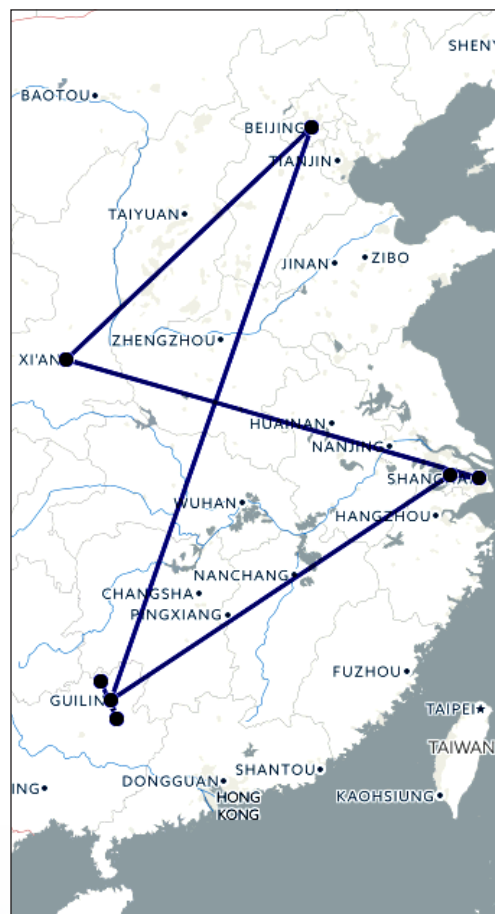 SHENY
BAOTOU
BEIJING
TIANJIN
TAIYUAN
JINAN
ZIBO
ZHENGZHOU
XI'AN
HUAINAN
NANJING
SHANGHAI
WUHAN
HANGZHOU
NANCHANG
CHANGSHA
PINGXIANG
FUZHOU
GUILIN
TAIPEI
TAIWAN
SHANTOU
DONGGUAN
ING
HONG
KONG
KAOHSIUNG